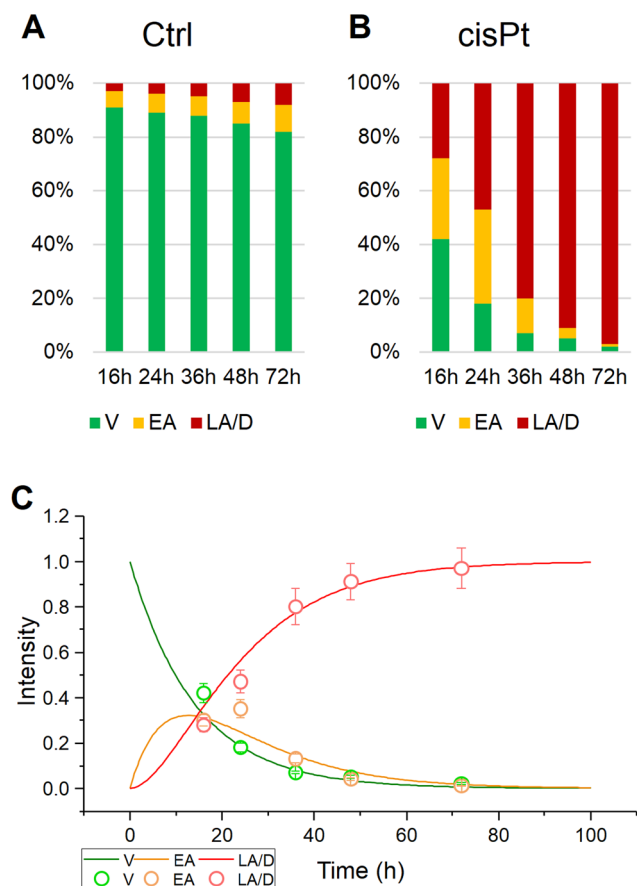 A Ctrl
B cisPt
100%
80%
60%
40%
20%
0%
16h 24h 36h 48h 72h
V EA LA/D
100%
80%
60%
40%
20%
0%
16h 24h 36h 48h 72h
V EA LA/D
C
1.2
1.0
0.8
0.6
0.4
0.2
0.0
Intensity
0 20 40 60 80 100
Time (h)
V EA LA/D
V EA LA/D